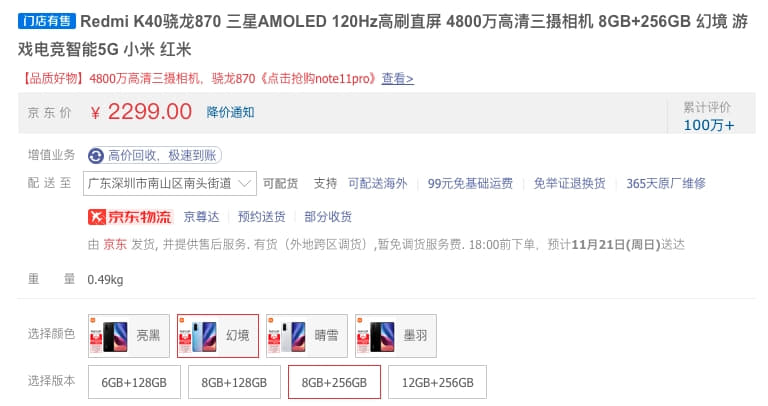 门店有售 Redmi K40骁龙870 三星AMOLED 120Hz高刷直屏 4800万高清三摄相机 8GB+256GB 幻境 游
戏电竞智能5G 小米 红米
【品质好物】4800万高清三摄相机，骁龙870《点击抢购note11pro》查看>
京东价 ￥ 2299.00 降价通知 累计评价
100万+
增值业务 高价回收，极速到账
配送至 广东深圳市南山区南头街道 可配货 支持 可配送海外 99元免基础运费 免举证退换货 365天原厂维修
京东物流 京尊达 预约送货 部分收货
由 京东 发货, 并提供售后服务. 有货（外地跨区调货）,暂免调货服务费. 18:00前下单，预计11月21日(周日)送达
重量 0.49kg
选择颜色 亮黑 幻境 晴雪 墨羽
选择版本 6GB+128GB 8GB+128GB 8GB+256GB 12GB+256GB